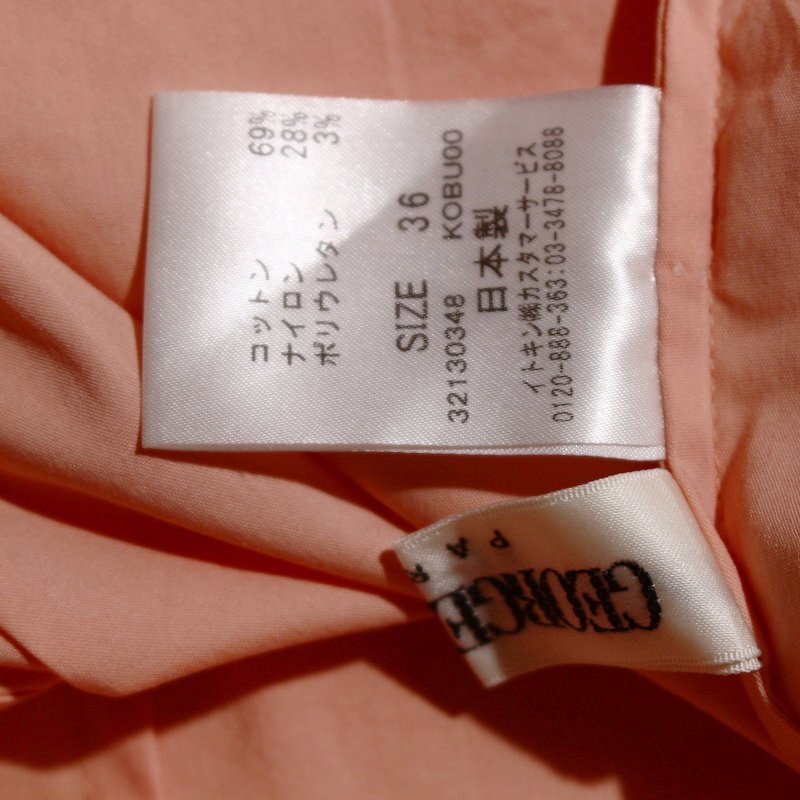 コットン 69%
ナイロン 28%
ポリウレタン 3%
SIZE 36
32130348 KOBU00
日本製
イトキン㈱カスタマーサービス
0120-888-363:03-3478-8088
GEORGE